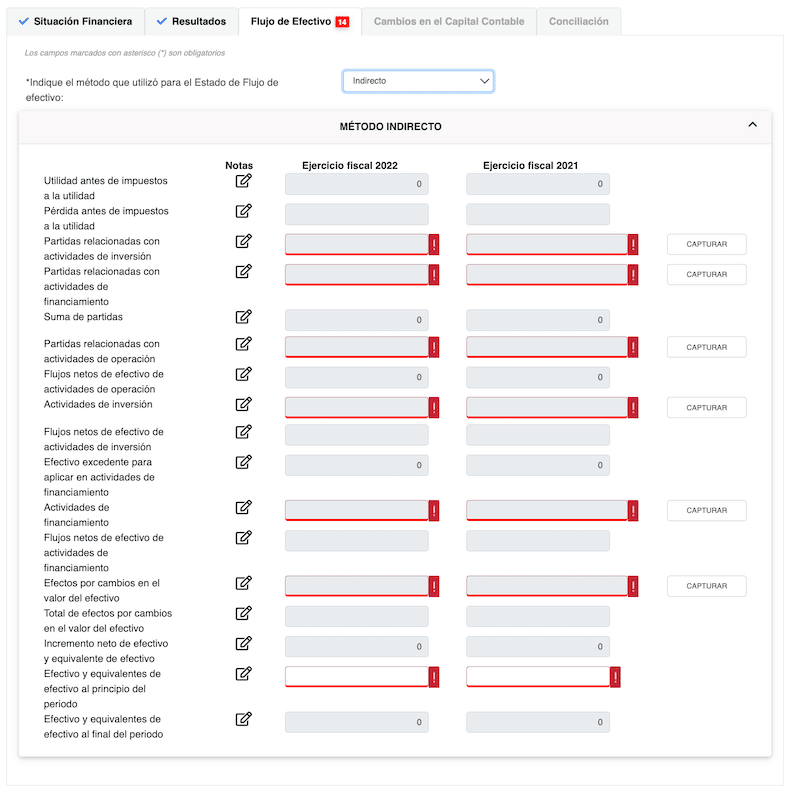 Situación Financiera Resultados Flujo de Efectivo 14 Cambios en el Capital Contable Conciliación
Los campos marcados con asterisco (*) son obligatorios
*Indique el método que utilizó para el Estado de Flujo de Indirecto
efectivo:
MÉTODO INDIRECTO
Notas Ejercicio fiscal 2022 Ejercicio fiscal 2021
Utilidad antes de impuestos 0 0
a la utilidad
Pérdida antes de impuestos
a la utilidad
Partidas relacionadas con ! ! CAPTURAR
actividades de inversión
Partidas relacionadas con ! ! CAPTURAR
actividades de
financiamiento
Suma de partidas 0 0
Partidas relacionadas con ! ! CAPTURAR
actividades de operación
Flujos netos de efectivo de 0 0
actividades de operación
Actividades de inversión ! ! CAPTURAR
Flujos netos de efectivo de
actividades de inversión
Efectivo excedente para 0 0
aplicar en actividades de
financiamiento
Actividades de ! ! CAPTURAR
financiamiento
Flujos netos de efectivo de
actividades de
financiamiento
Efectos por cambios en el ! ! CAPTURAR
valor del efectivo
Total de efectos por cambios
en el valor del efectivo
Incremento neto de efectivo 0 0
y equivalente de efectivo
Efectivo y equivalentes de ! !
efectivo al principio del
periodo
Efectivo y equivalentes de 0 0
efectivo al final del periodo